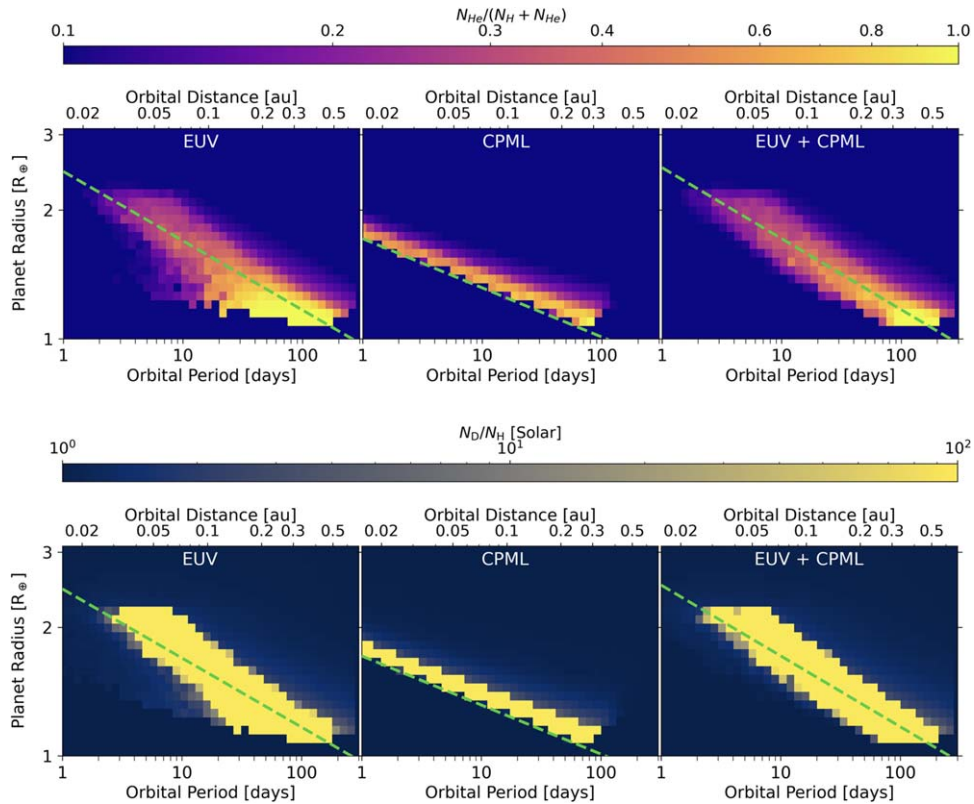 N_He/(N_H + N_He)
0.1 0.2 0.3 0.4 0.6 0.8 1.0
Orbital Distance [au] Orbital Distance [au] Orbital Distance [au]
0.02 0.05 0.1 0.2 0.3 0.5 0.02 0.05 0.1 0.2 0.3 0.5 0.02 0.05 0.1 0.2 0.3 0.5
EUV CPML EUV + CPML
Planet Radius [R⊕]
3
2
1
1 10 100 1 10 100 1 10 100
Orbital Period [days] Orbital Period [days] Orbital Period [days]
N_D/N_H [Solar]
10⁰ 10¹ 10²
Orbital Distance [au] Orbital Distance [au] Orbital Distance [au]
0.02 0.05 0.1 0.2 0.3 0.5 0.02 0.05 0.1 0.2 0.3 0.5 0.02 0.05 0.1 0.2 0.3 0.5
EUV CPML EUV + CPML
Planet Radius [R⊕]
3
2
1
1 10 100 1 10 100 1 10 100
Orbital Period [days] Orbital Period [days] Orbital Period [days]